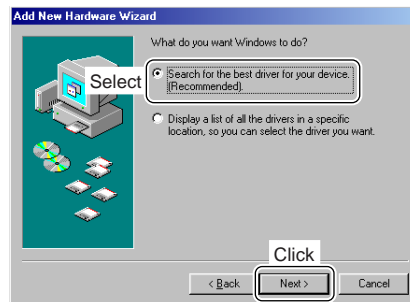 Add New Hardware Wizard
What do you want Windows to do?
Select
Search for the best driver for your device.
(Recommended).
Display a list of all the drivers in a specific
location, so you can select the driver you want.
Click
< Back
Next >
Cancel